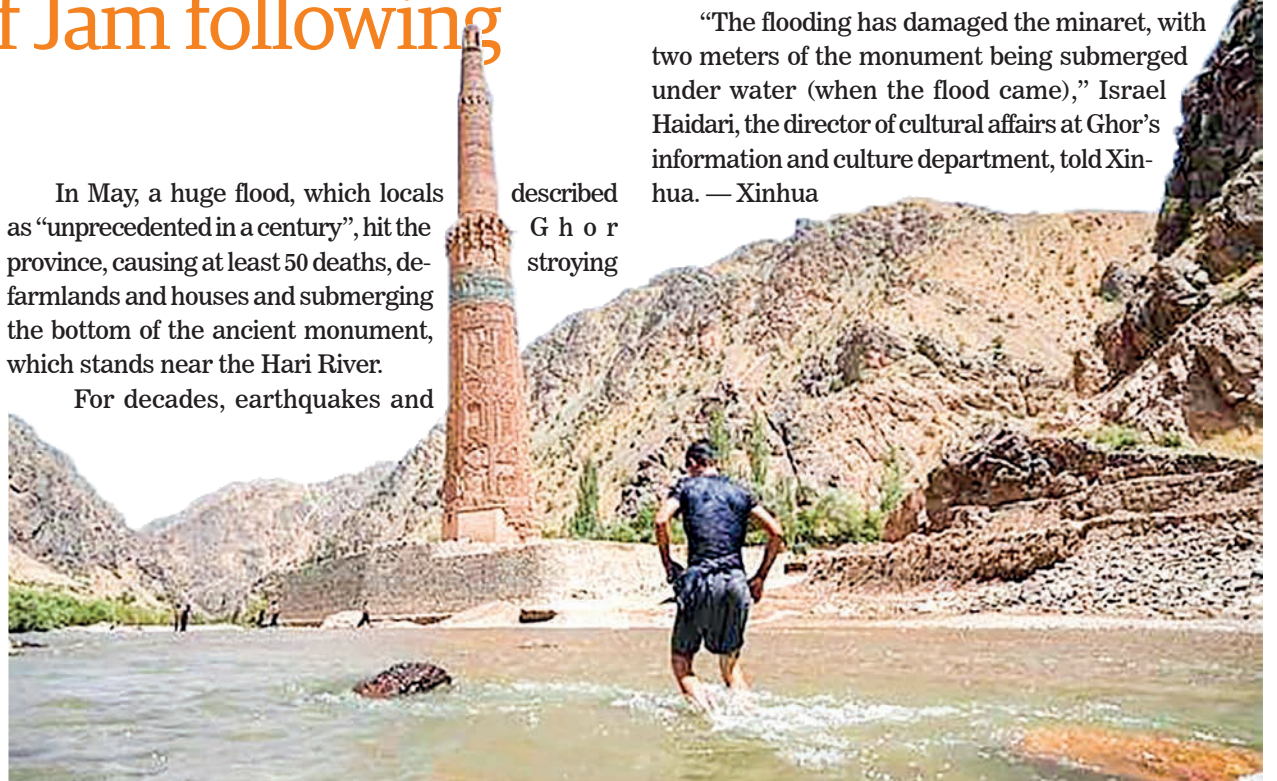 f Jam following
In May, a huge flood, which locals described
as “unprecedented in a century”, hit the Ghor
province, causing at least 50 deaths, de- stroying
farmlands and houses and submerging
the bottom of the ancient monument,
which stands near the Hari River.
For decades, earthquakes and
“The flooding has damaged the minaret, with
two meters of the monument being submerged
under water (when the flood came),” Israel
Haidari, the director of cultural affairs at Ghor’s
information and culture department, told Xin-
hua. — Xinhua